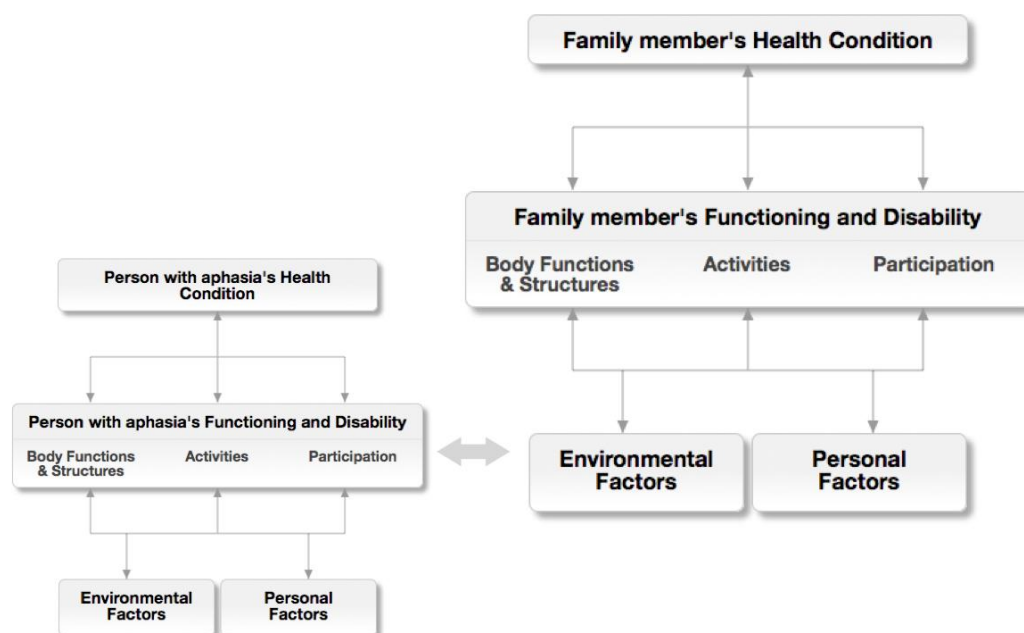 Family member's Health Condition
Family member's Functioning and Disability
Body Functions
& Structures
Activities
Participation
Environmental
Factors
Personal
Factors
Person with aphasia's Health
Condition
Person with aphasia's Functioning and Disability
Body Functions
& Structures
Activities
Participation
Environmental
Factors
Personal
Factors